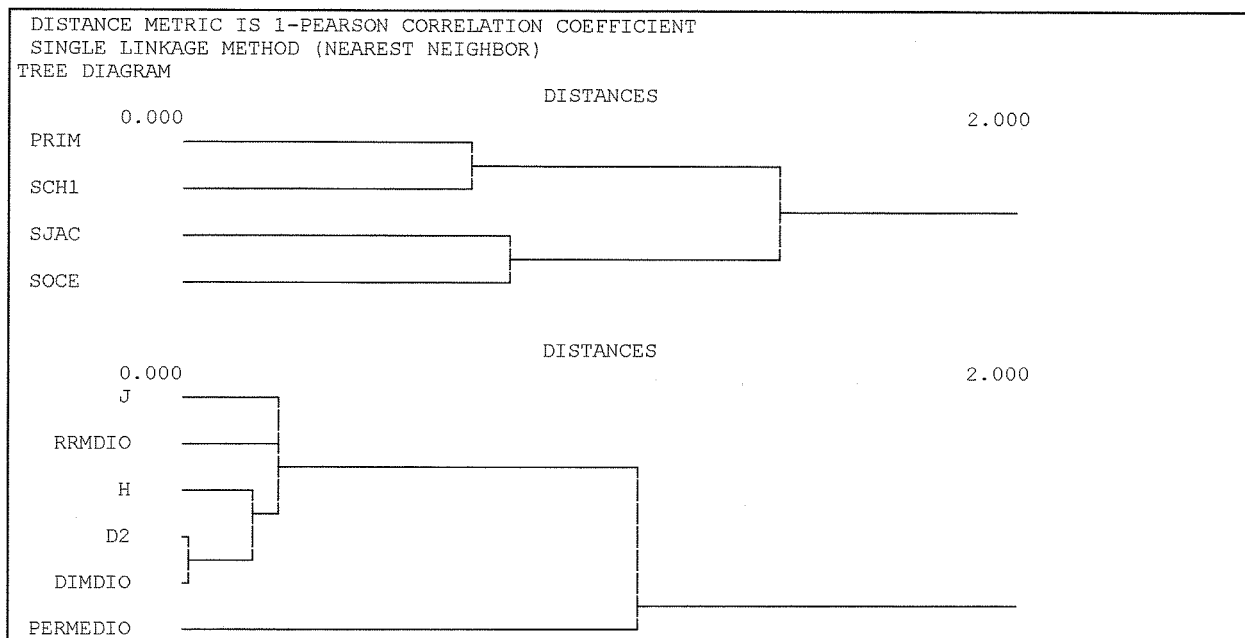 DISTANCE METRIC IS 1-PEARSON CORRELATION COEFFICIENT
SINGLE LINKAGE METHOD (NEAREST NEIGHBOR)
TREE DIAGRAM
DISTANCES
0.000 2.000
PRIM
SCH1
SJAC
SOCE
DISTANCES
0.000 2.000
J
RRMDIO
H
D2
DIMDIO
PERMEDIO